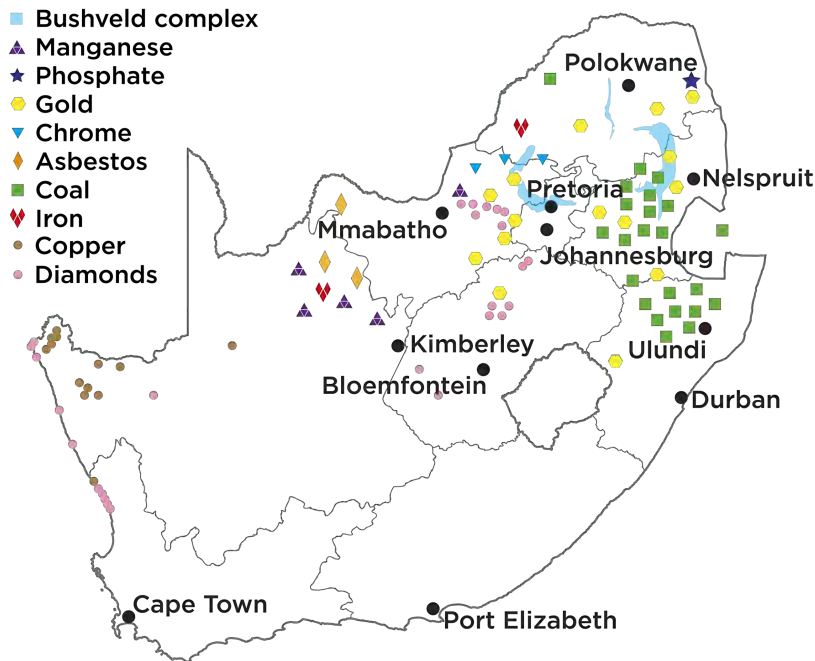 Bushveld complex
Manganese
Phosphate
Gold
Chrome
Asbestos
Coal
Iron
Copper
Diamonds
Polokwane
Nelspruit
Pretoria
Mmabatho
Johannesburg
Kimberley
Ulundi
Bloemfontein
Durban
Cape Town
Port Elizabeth